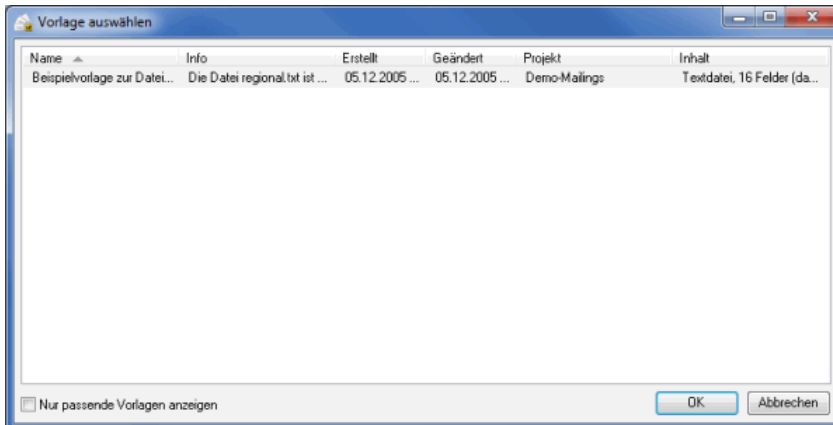 Vorlage auswählen
Name Info Erstellt Geändert Projekt Inhalt
Beispielvorlage zur Datei... Die Datei regional.txt ist ... 05.12.2005 ... 05.12.2005 ... Demo-Mailings Textdatei, 16 Felder (da...
Nur passende Vorlagen anzeigen OK Abbrechen